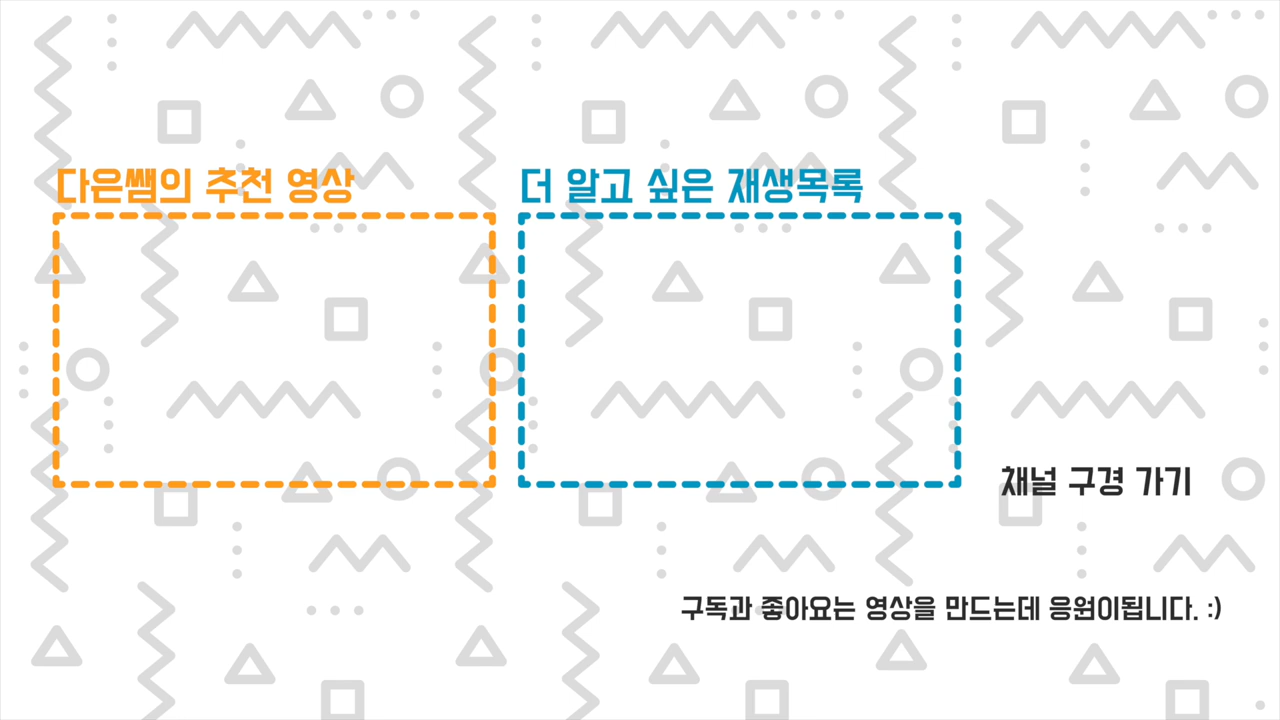 다은쌤의 추천 영상
더 알고 싶은 재생목록
채널 구경 가기
구독과 좋아요는 영상을 만드는데 응원이됩니다. :)